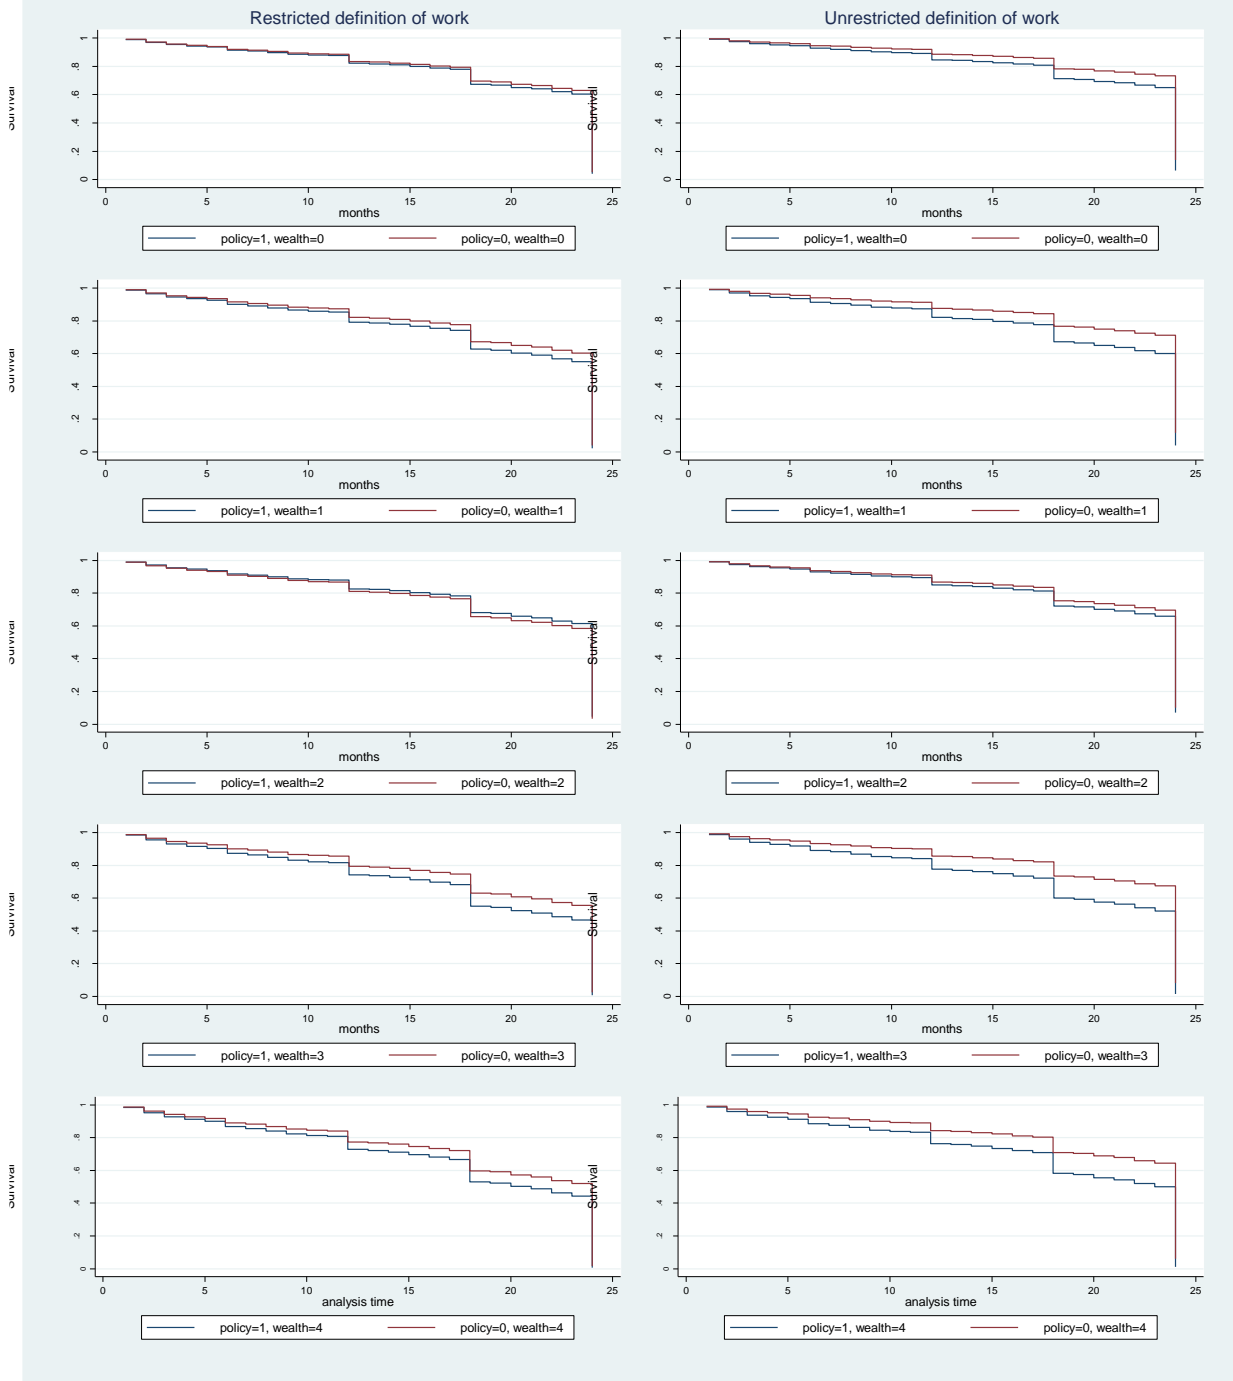 Restricted definition of work
Unrestricted definition of work
Survival
1
.8
.6
.4
.2
0
0 5 10 15 20 25
months
policy=1, wealth=0 policy=0, wealth=0
Survival
1
.8
.6
.4
.2
0
0 5 10 15 20 25
months
policy=1, wealth=0 policy=0, wealth=0
Survival
1
.8
.6
.4
.2
0
0 5 10 15 20 25
months
policy=1, wealth=1 policy=0, wealth=1
Survival
1
.8
.6
.4
.2
0
0 5 10 15 20 25
months
policy=1, wealth=1 policy=0, wealth=1
Survival
1
.8
.6
.4
.2
0
0 5 10 15 20 25
months
policy=1, wealth=2 policy=0, wealth=2
Survival
1
.8
.6
.4
.2
0
0 5 10 15 20 25
months
policy=1, wealth=2 policy=0, wealth=2
Survival
1
.8
.6
.4
.2
0
0 5 10 15 20 25
months
policy=1, wealth=3 policy=0, wealth=3
Survival
1
.8
.6
.4
.2
0
0 5 10 15 20 25
months
policy=1, wealth=3 policy=0, wealth=3
Survival
1
.8
.6
.4
.2
0
0 5 10 15 20 25
analysis time
policy=1, wealth=4 policy=0, wealth=4
Survival
1
.8
.6
.4
.2
0
0 5 10 15 20 25
analysis time
policy=1, wealth=4 policy=0, wealth=4